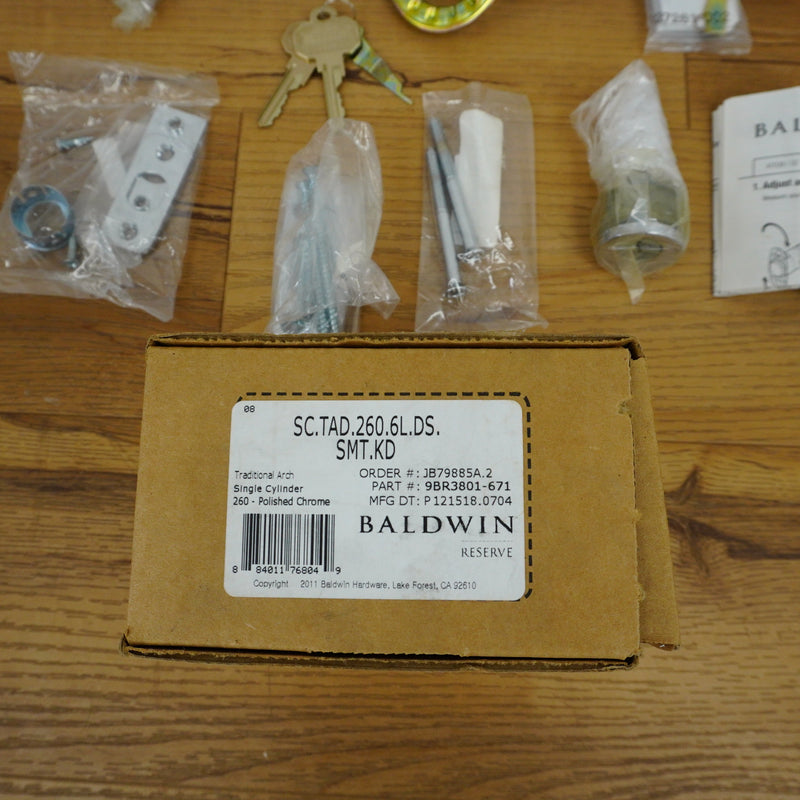 07281-002
BAL
1. Adjust
08
SC.TAD.260.6L.DS.
SMT.KD
Traditional Arch
Single Cylinder
260 - Polished Chrome
ORDER #: JB79885A.2
PART #: 9BR3801-671
MFG DT: P121518.0704
BALDWIN
RESERVE
8 84011 76804 9
Copyright 2011 Baldwin Hardware, Lake Forest, CA 92610